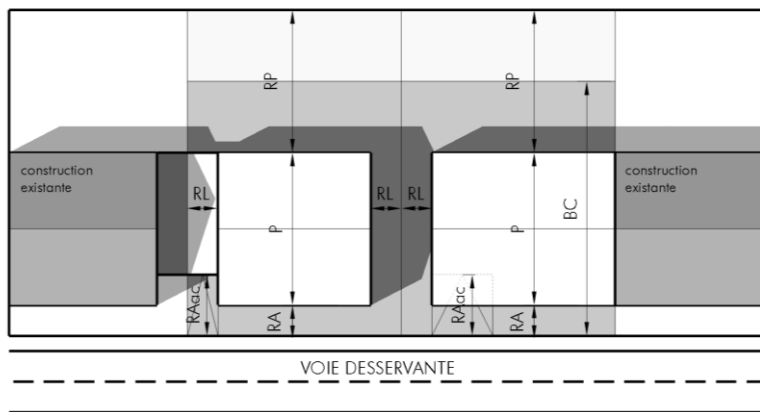 RP
RP
construction
existante
RL
P
RL
RL
P
BC
construction
existante
RAac
RA
RAac
RA
VOIE DESSERVANTE